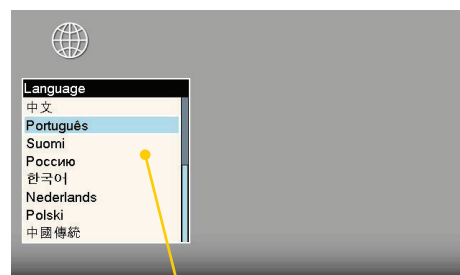 Language
中文
Português
Suomi
Россию
한국어
Nederlands
Polski
中國傳統